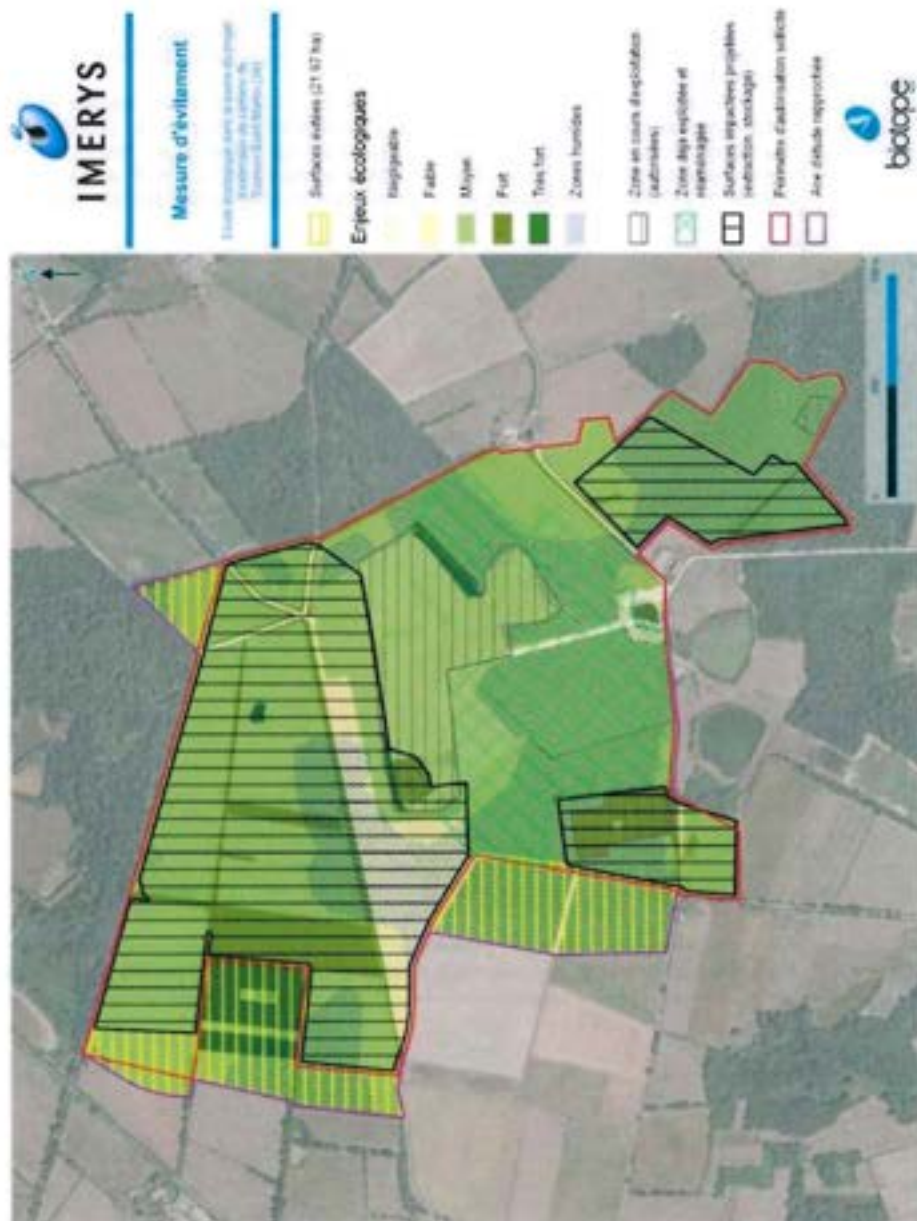 IMERYS
Mesure d'évitement
Surfaces évitées (21.67 ha)
Enjeux écologiques
Négligeable
Faible
Moyen
Fort
Très fort
Zones humides
Zone en cours d'exploitation
(autorisées)
Zone déjà exploitée et
réaménagée
Surfaces impactées projetées
(extraction, stockage)
Périmètre d'autorisation sollicité
Aire d'étude rapprochée
biotope